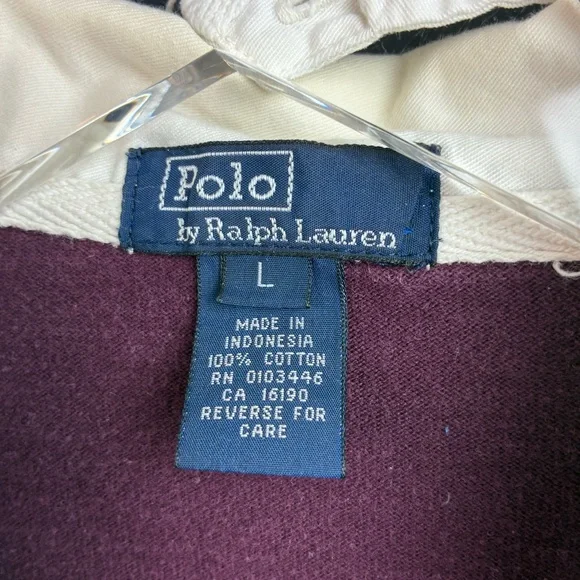 Polo
by Ralph Lauren
L
MADE IN
INDONESIA
100% COTTON
RN 0103446
CA 16190
REVERSE FOR
CARE